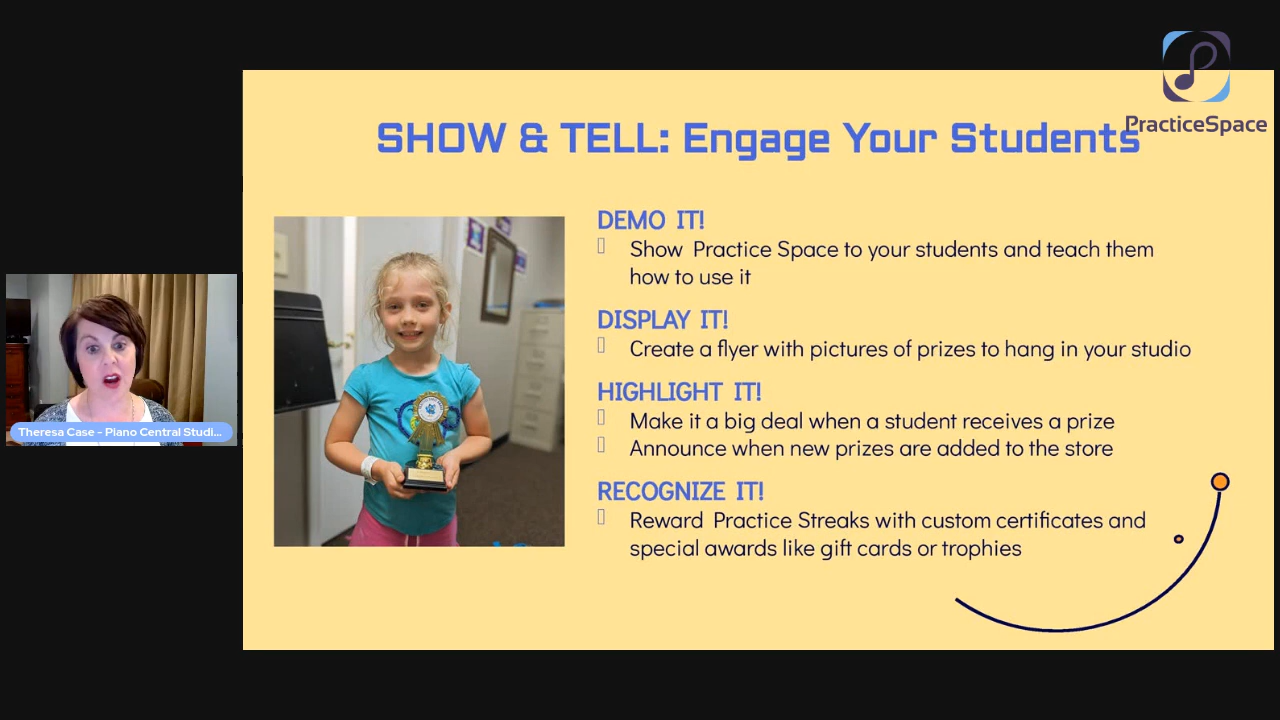 PracticeSpace
SHOW & TELL: Engage Your Students
DEMO IT!
Show Practice Space to your students and teach them
how to use it
DISPLAY IT!
Create a flyer with pictures of prizes to hang in your studio
HIGHLIGHT IT!
Make it a big deal when a student receives a prize
Announce when new prizes are added to the store
RECOGNIZE IT!
Reward Practice Streaks with custom certificates and
special awards like gift cards or trophies
Theresa Case - Piano Central Studi...